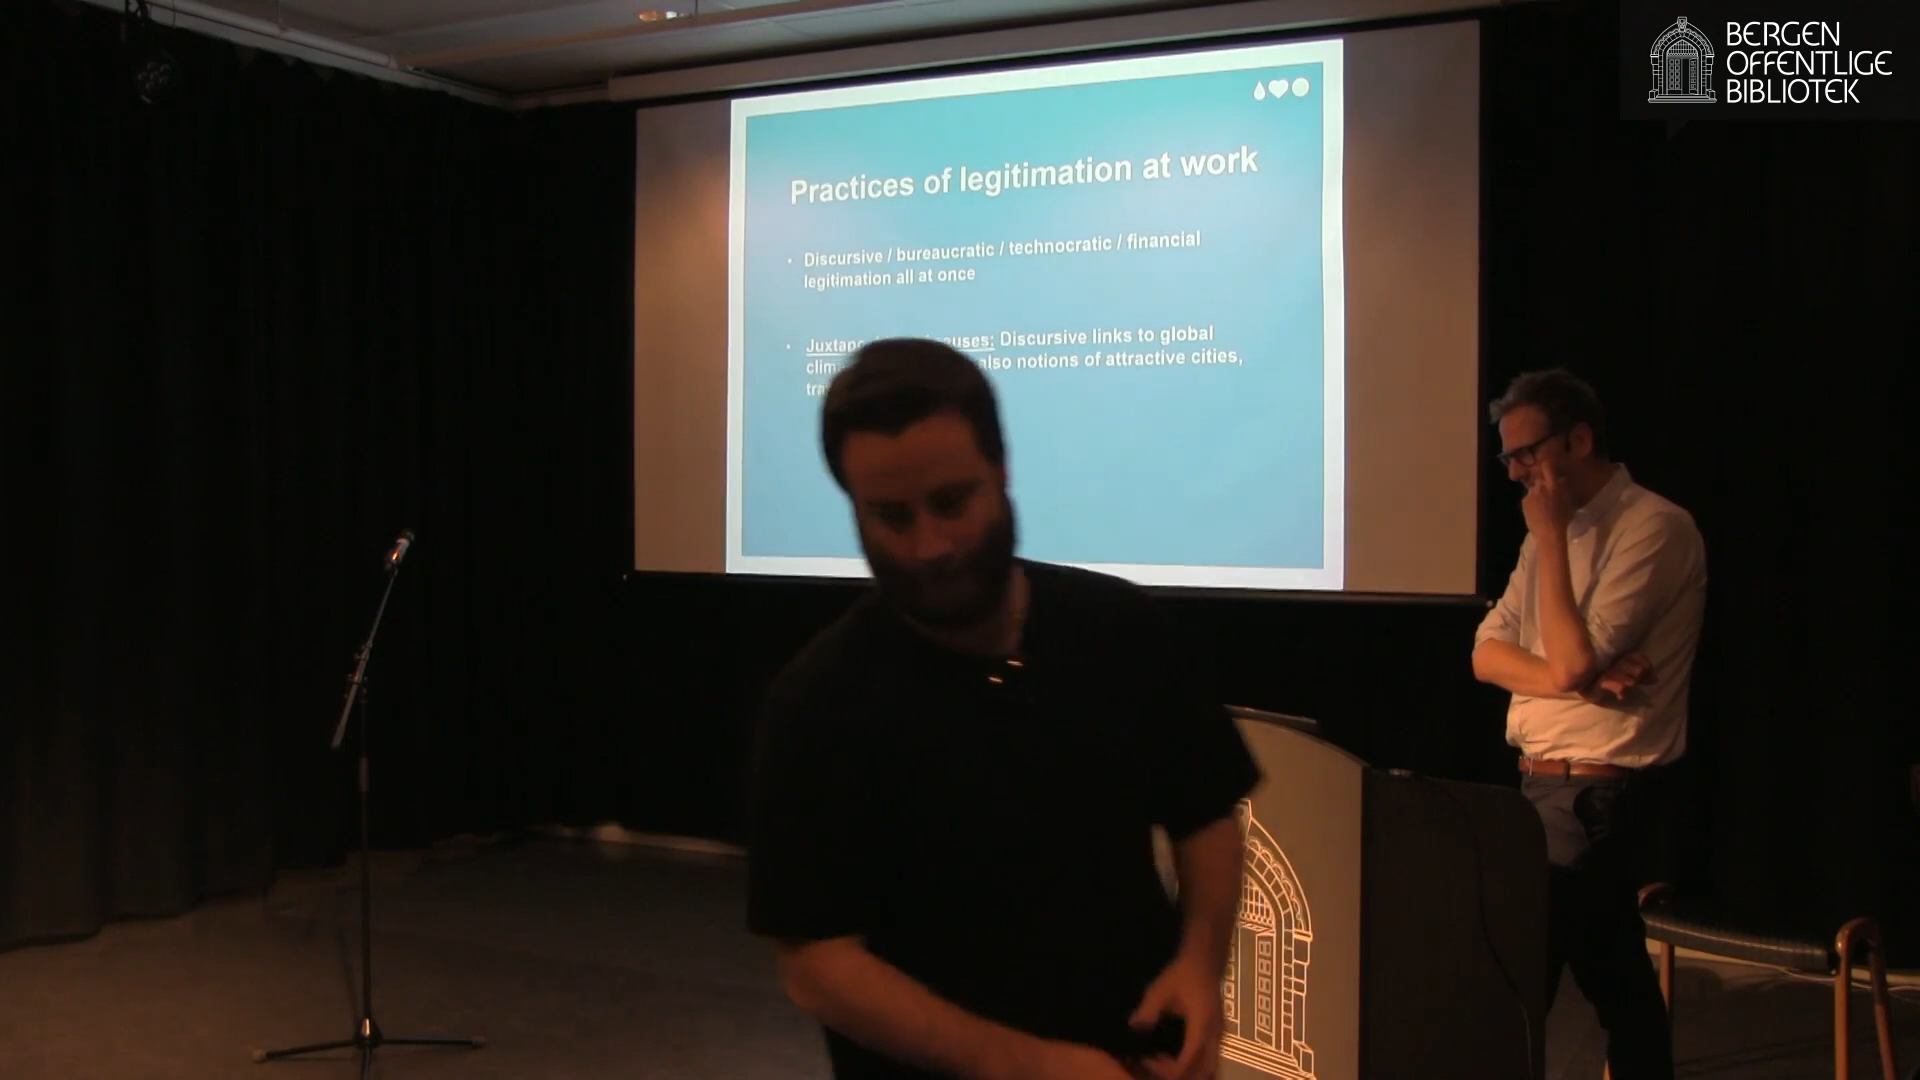 BERGEN
OFFENTLIGE
BIBLIOTEK
Practices of legitimation at work
• Discursive / bureaucratic / technocratic / financial
legitimation all at once
• Discursive links to global
also notions of attractive cities,